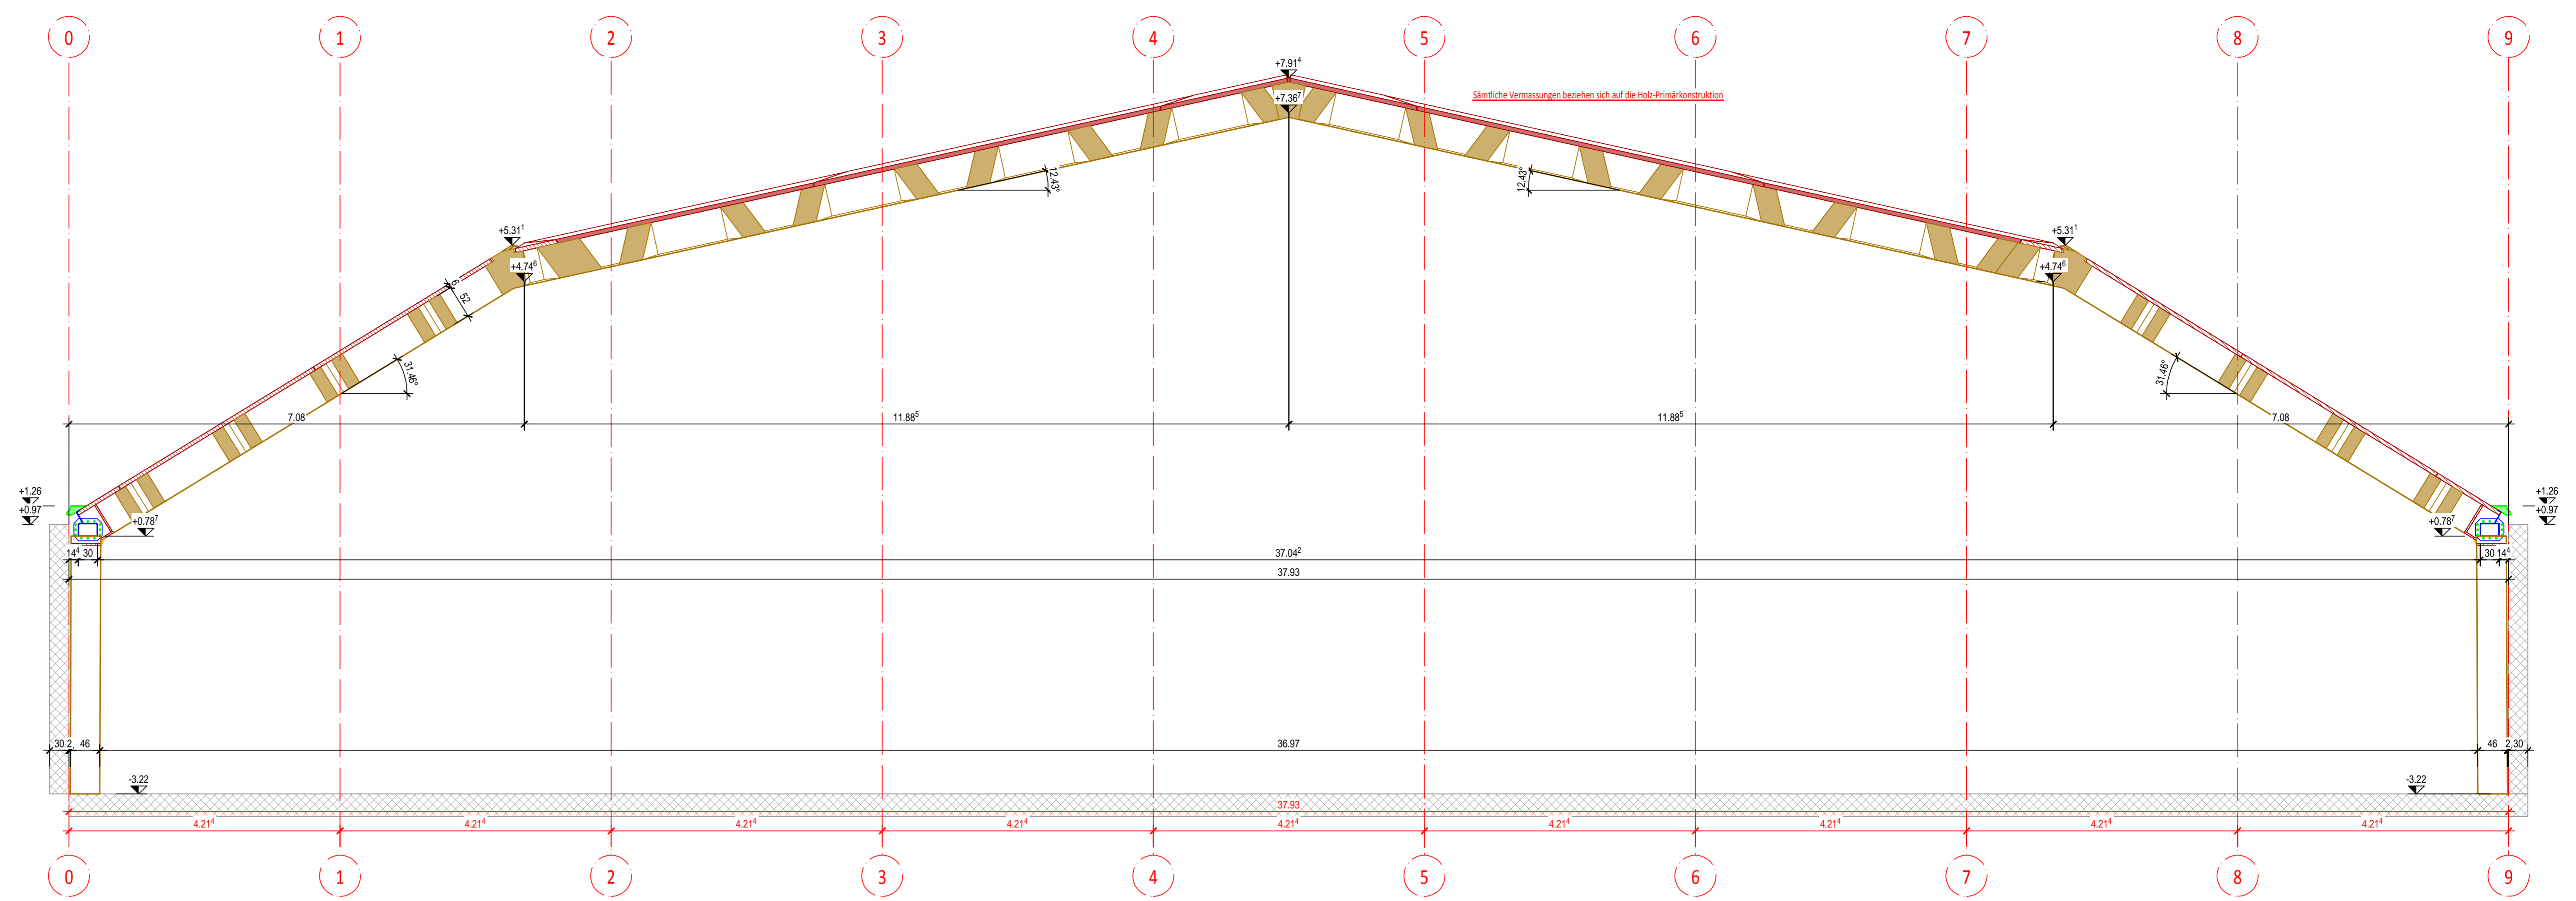 0 1 2 3 4 5 6 7 8 9
+7.91⁴
Sämtliche Vermassungen beziehen sich auf die Holz-Primärkonstruktion
+7.36⁷
12.43° 12.43°
+5.31¹ +5.31¹
+4.74⁶ +4.74⁶
6
52
31.46° 31.46°
7.08 11.88⁵ 11.88⁵ 7.08
+1.26 +1.26
+0.97 +0.97
+0.78⁷ +0.78⁷
14⁴ 30 37.04² 30 14⁴
37.93
30 2 46 36.97 46 2 30
-3.22 -3.22
37.93
4.21⁴ 4.21⁴ 4.21⁴ 4.21⁴ 4.21⁴ 4.21⁴ 4.21⁴ 4.21⁴ 4.21⁴
0 1 2 3 4 5 6 7 8 9